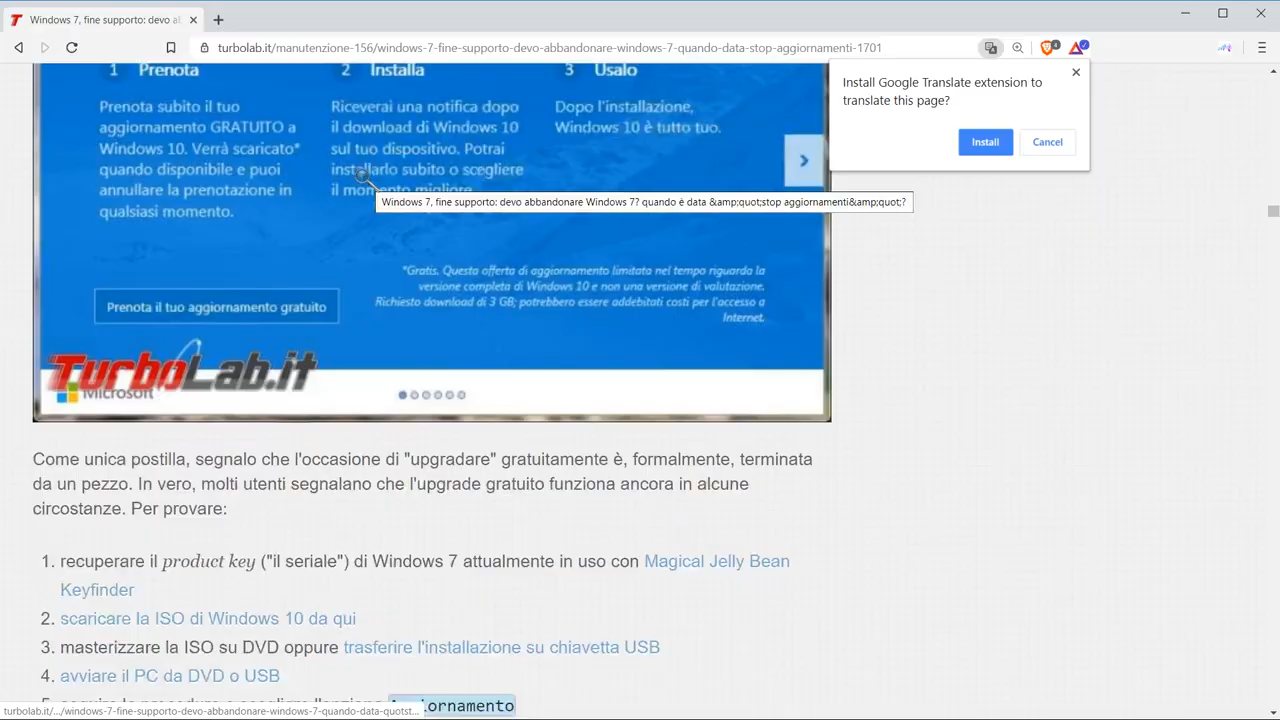 Windows 7, fine supporto: devo a
turbolab.it/manutenzione-156/windows-7-fine-supporto-devo-abbandonare-windows-7-quando-data-stop-aggiornamenti-1701
4
Install Google Translate extension to
translate this page?
Install
Cancel
1 Prenota
Prenota subito il tuo
aggiornamento GRATUITO a
Windows 10. Verrà scaricato*
quando disponibile e puoi
annullare la prenotazione in
qualsiasi momento.
2 Installa
Riceverai una notifica dopo
il download di Windows 10
sul tuo dispositivo. Potrai
installarlo subito o scegliere
il momento migliore
3 Usalo
Dopo l'installazione,
Windows 10 è tutto tuo.
Windows 7, fine supporto: devo abbandonare Windows 7? quando è data &amp;quot;stop aggiornamenti&amp;quot;?
*Gratis. Questa offerta di aggiornamento limitata nel tempo riguarda la
versione completa di Windows 10 e non una versione di valutazione.
Richiesto download di 3 GB; potrebbero essere addebitati costi per l'accesso a
Internet.
Prenota il tuo aggiornamento gratuito
TurboLab.it
Microsoft
Come unica postilla, segnalo che l'occasione di "upgradare" gratuitamente è, formalmente, terminata
da un pezzo. In vero, molti utenti segnalano che l'upgrade gratuito funziona ancora in alcune
circostanze. Per provare:
1. recuperare il product key ("il seriale") di Windows 7 attualmente in uso con Magical Jelly Bean
Keyfinder
2. scaricare la ISO di Windows 10 da qui
3. masterizzare la ISO su DVD oppure trasferire l'installazione su chiavetta USB
4. avviare il PC da DVD o USB
ornamento
turbolab.it/.../windows-7-fine-supporto-devo-abbandonare-windows-7-quando-data-quotst...